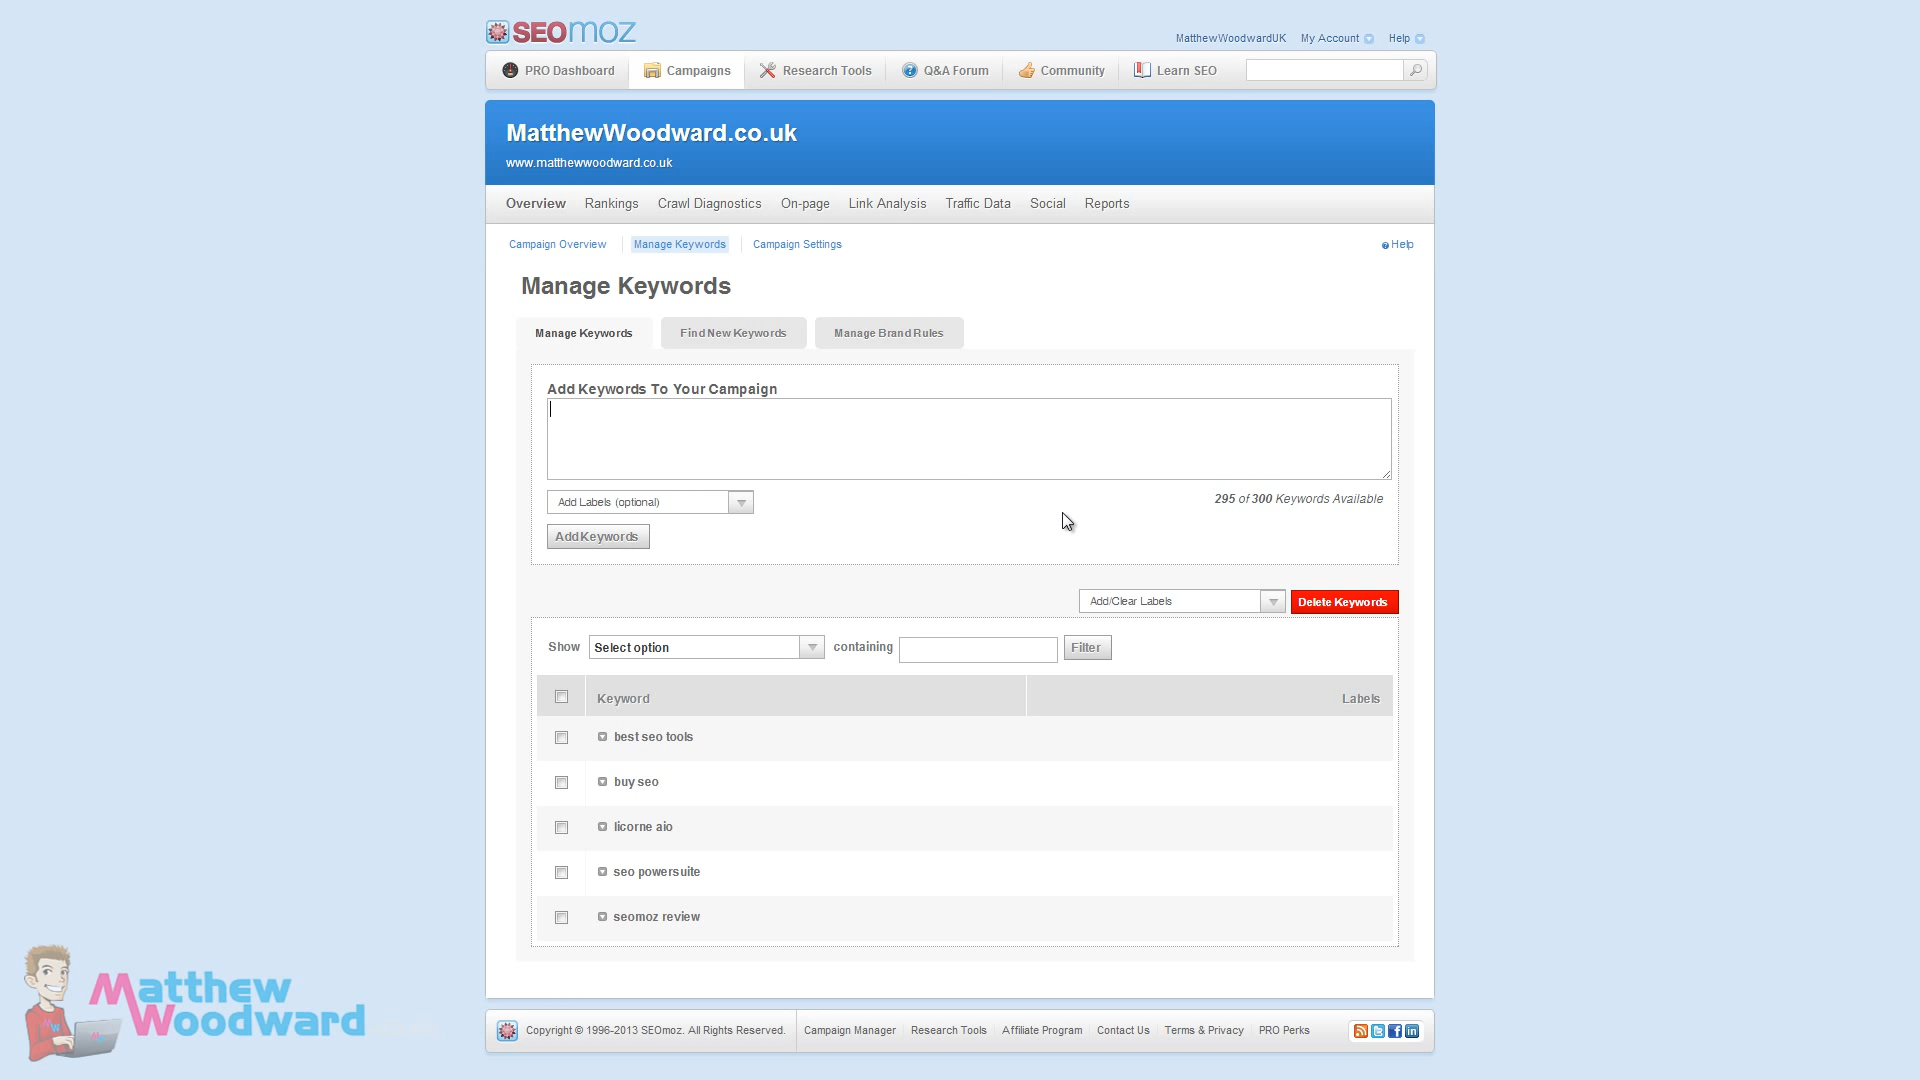 SEOmoz
MatthewWoodwardUK My Account Help
PRO Dashboard Campaigns Research Tools Q&A Forum Community Learn SEO
MatthewWoodward.co.uk
www.matthewwoodward.co.uk
Overview Rankings Crawl Diagnostics On-page Link Analysis Traffic Data Social Reports
Campaign Overview Manage Keywords Campaign Settings Help
Manage Keywords
Manage Keywords Find New Keywords Manage Brand Rules
Add Keywords To Your Campaign
Add Labels (optional) 295 of 300 Keywords Available
Add Keywords
Add/Clear Labels Delete Keywords
Show Select option containing Filter
Keyword Labels
best seo tools
buy seo
licorne aio
seo powersuite
seomoz review
Matthew
Woodward
Copyright © 1996-2013 SEOmoz. All Rights Reserved. Campaign Manager Research Tools Affiliate Program Contact Us Terms & Privacy PRO Perks